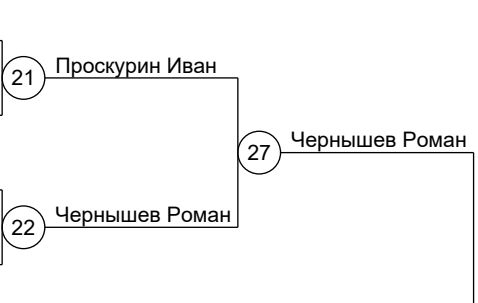 Проскурин Иван
21
Чернышев Роман
27
Чернышев Роман
22